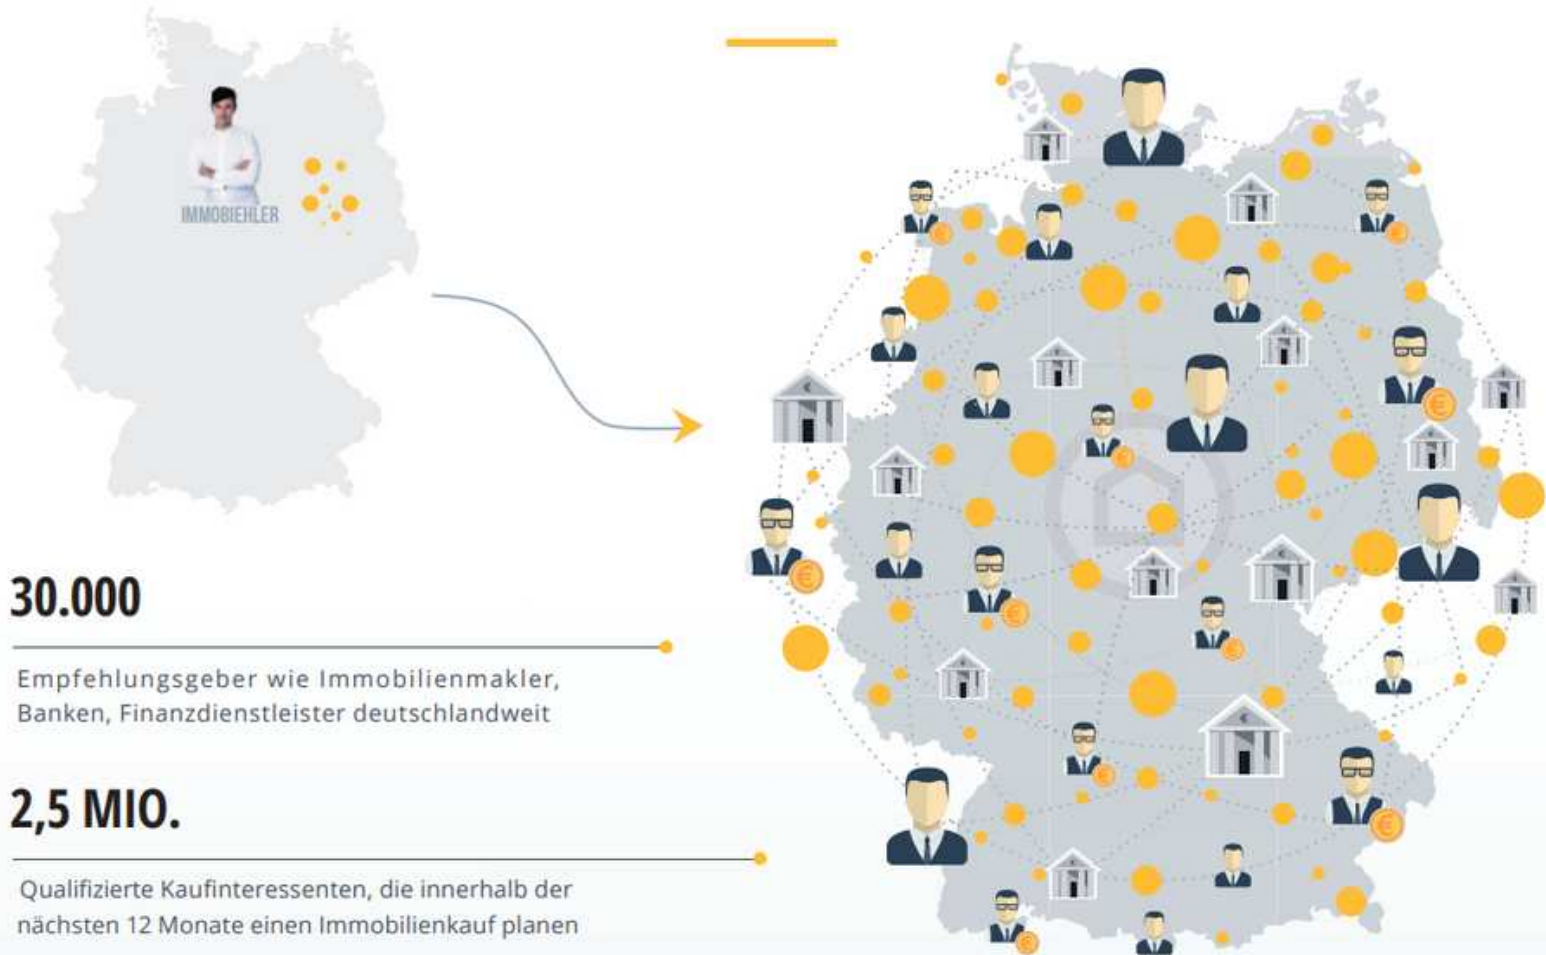 IMMOBIEHLER
30.000
Empfehlungsgeber wie Immobilienmakler,
Banken, Finanzdienstleister deutschlandweit
2,5 MIO.
Qualifizierte Kaufinteressenten, die innerhalb der
nächsten 12 Monate einen Immobilienkauf planen